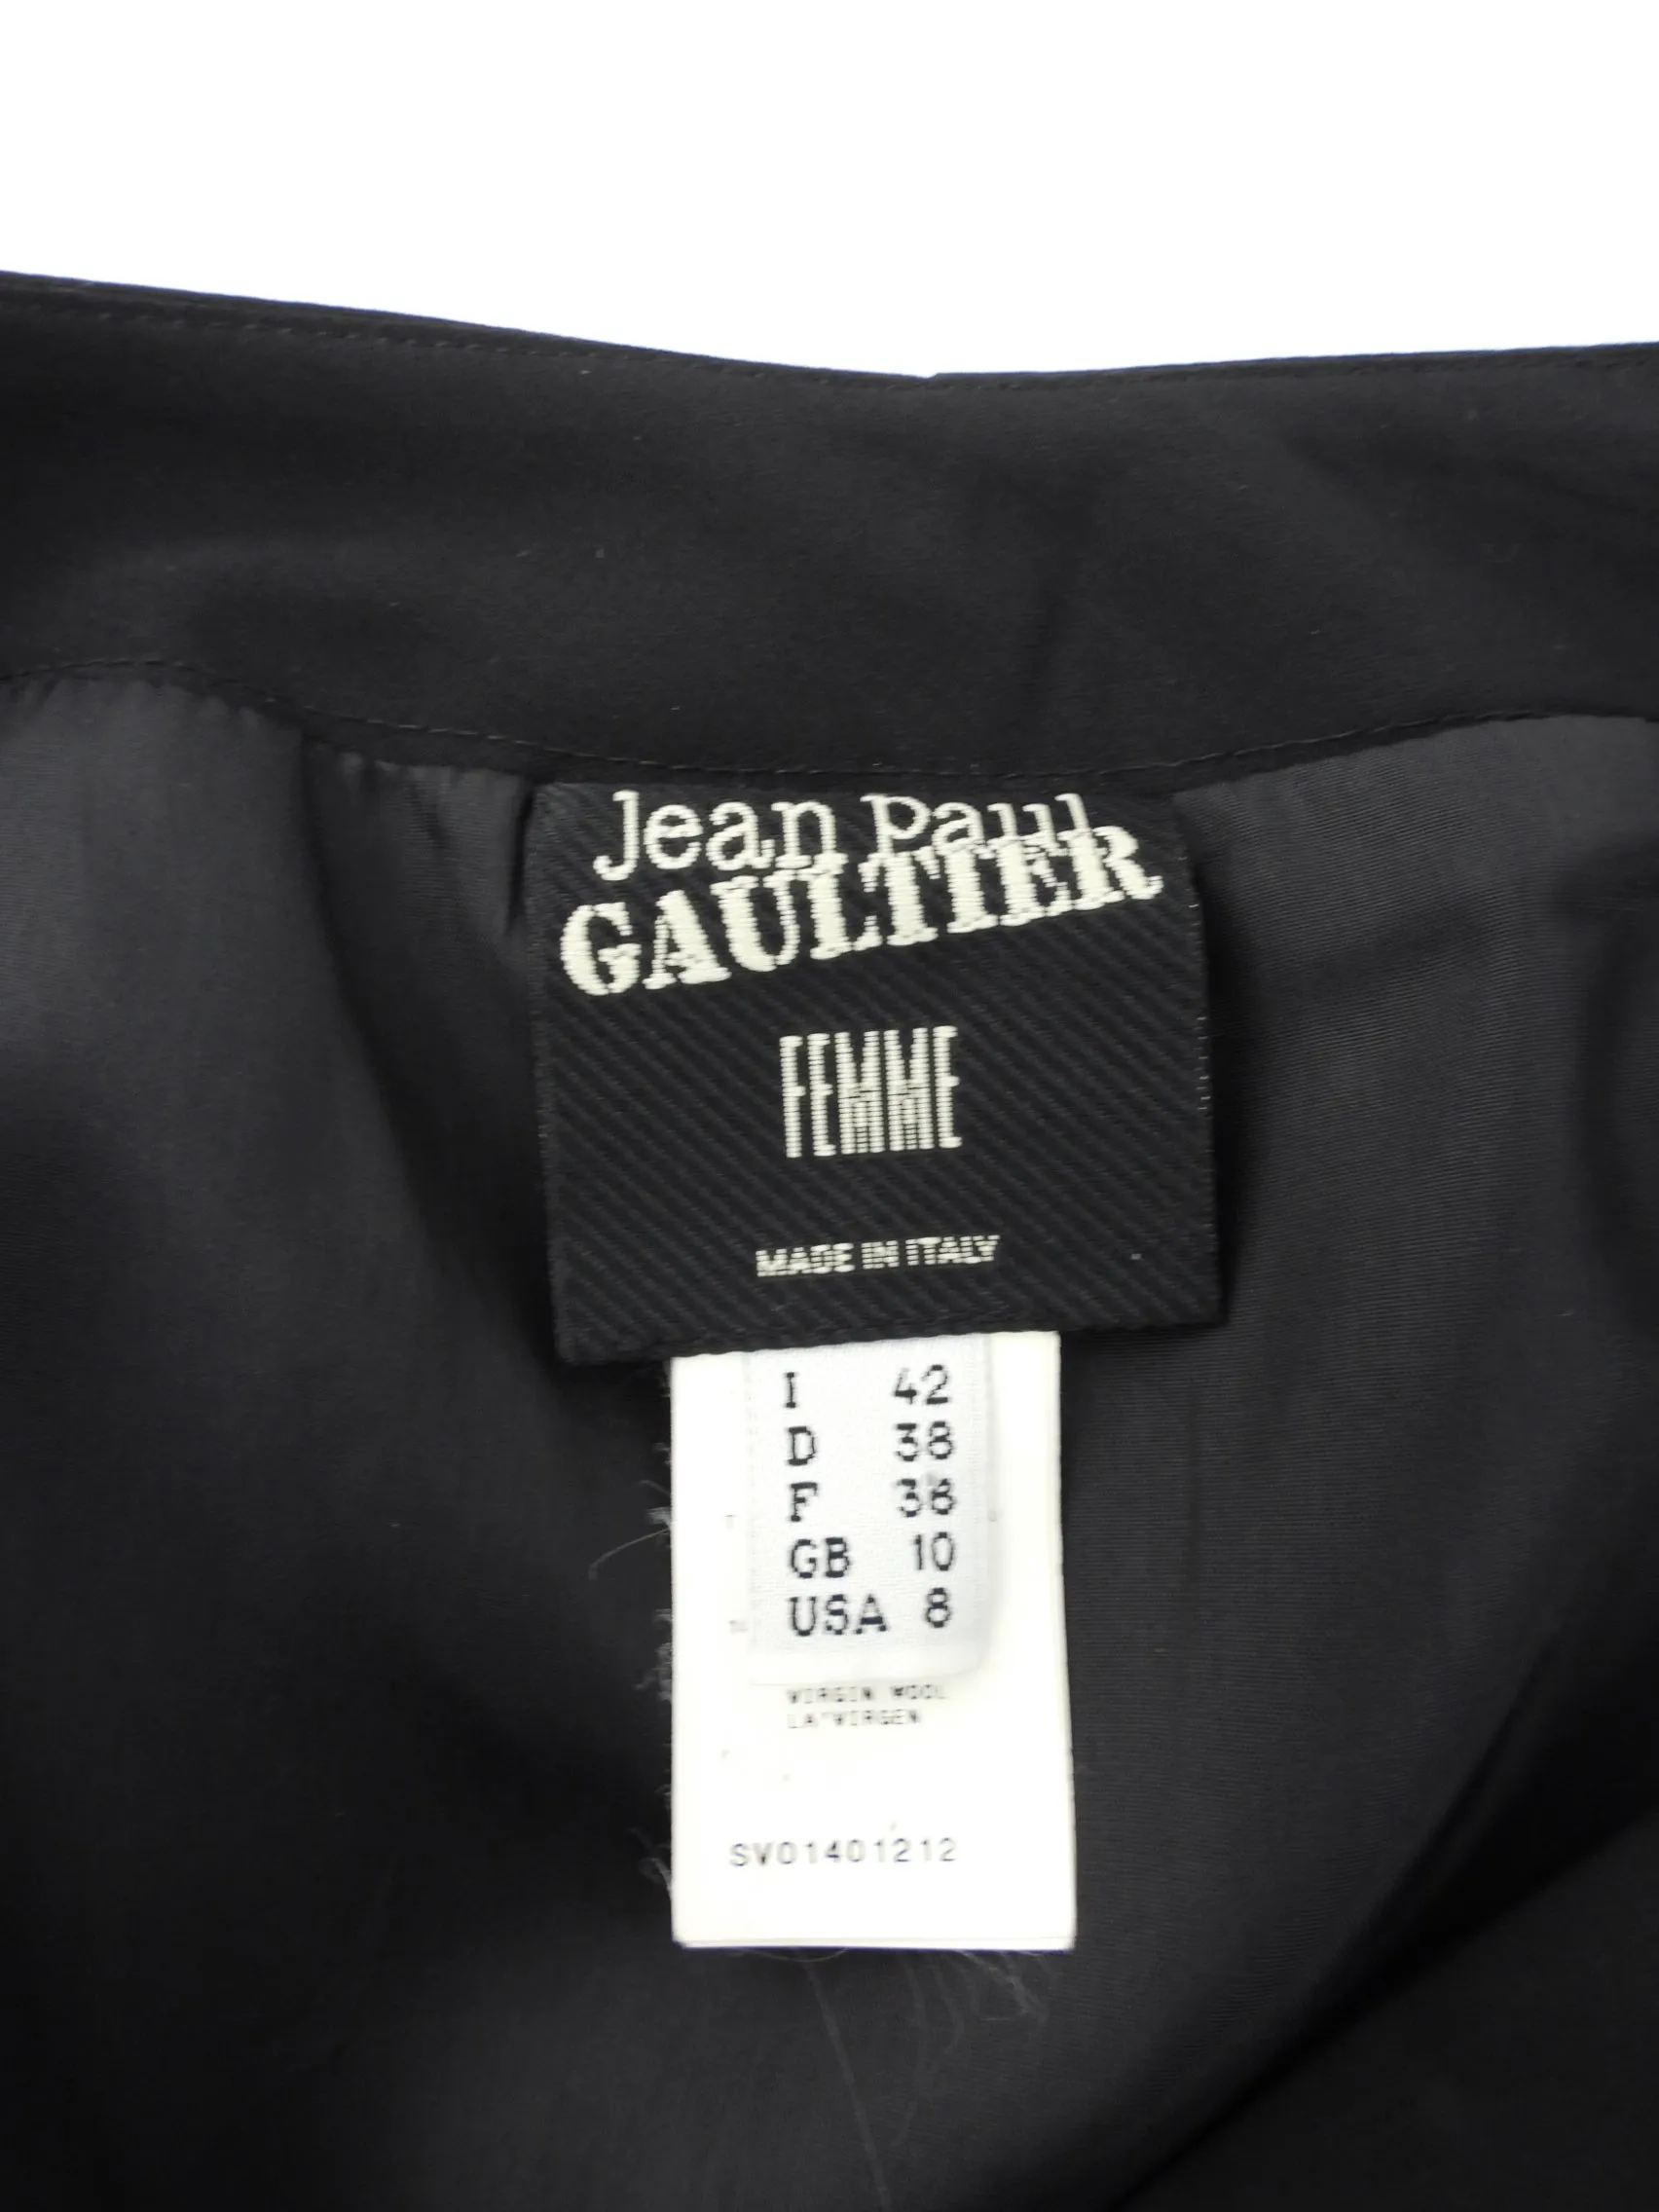 Jean Paul
GAULTIER
FEMME
MADE IN ITALY
I 42
D 38
F 38
GB 10
USA 8
VIRGIN WOOL
LA*VIRGEN
SV01401212